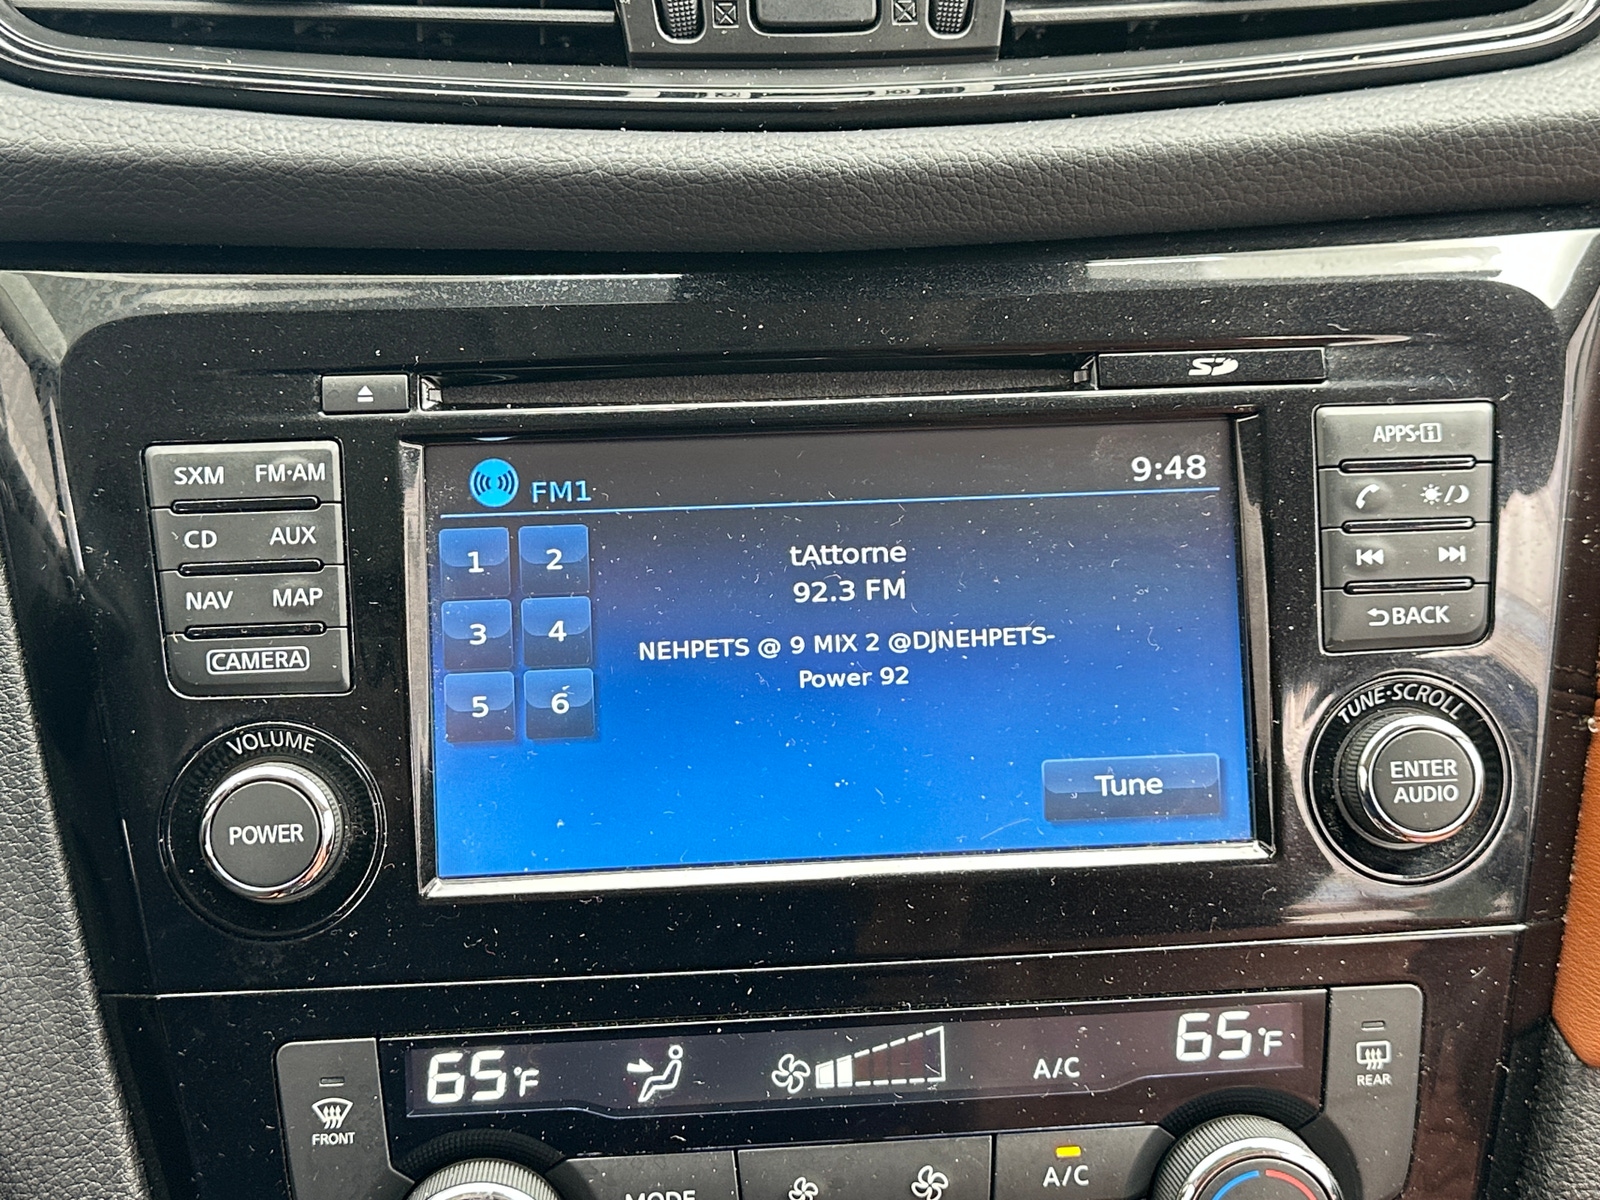 SD
APPS·i
SXM FM·AM
CD AUX
NAV MAP
CAMERA
VOLUME
POWER
FM1
9:48
1 2
3 4
5 6
tAttorne
92.3 FM
NEHPETS @ 9 MIX 2 @DJNEHPETS-
Power 92
Tune
BACK
TUNE·SCROLL
ENTER
AUDIO
65°F
A/C
65°F
FRONT
REAR
MODE
A/C